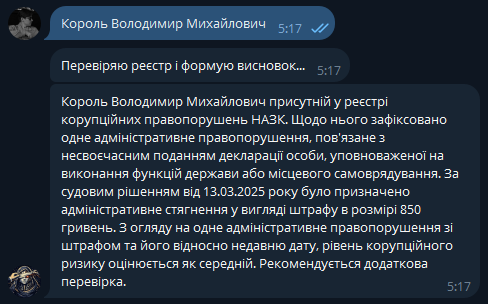 Король Володимир Михайлович 5:17
Перевіряю реєстр і формую висновок... 5:17
Король Володимир Михайлович присутній у реєстрі
корупційних правопорушень НАЗК. Щодо нього зафіксовано
одне адміністративне правопорушення, пов'язане з
несвоєчасним поданням декларації особи, уповноваженої на
виконання функцій держави або місцевого самоврядування. За
судовим рішенням від 13.03.2025 року було призначено
адміністративне стягнення у вигляді штрафу в розмірі 850
гривень. З огляду на одне адміністративне правопорушення зі
штрафом та його відносно недавню дату, рівень корупційного
ризику оцінюється як середній. Рекомендується додаткова
перевірка. 5:17